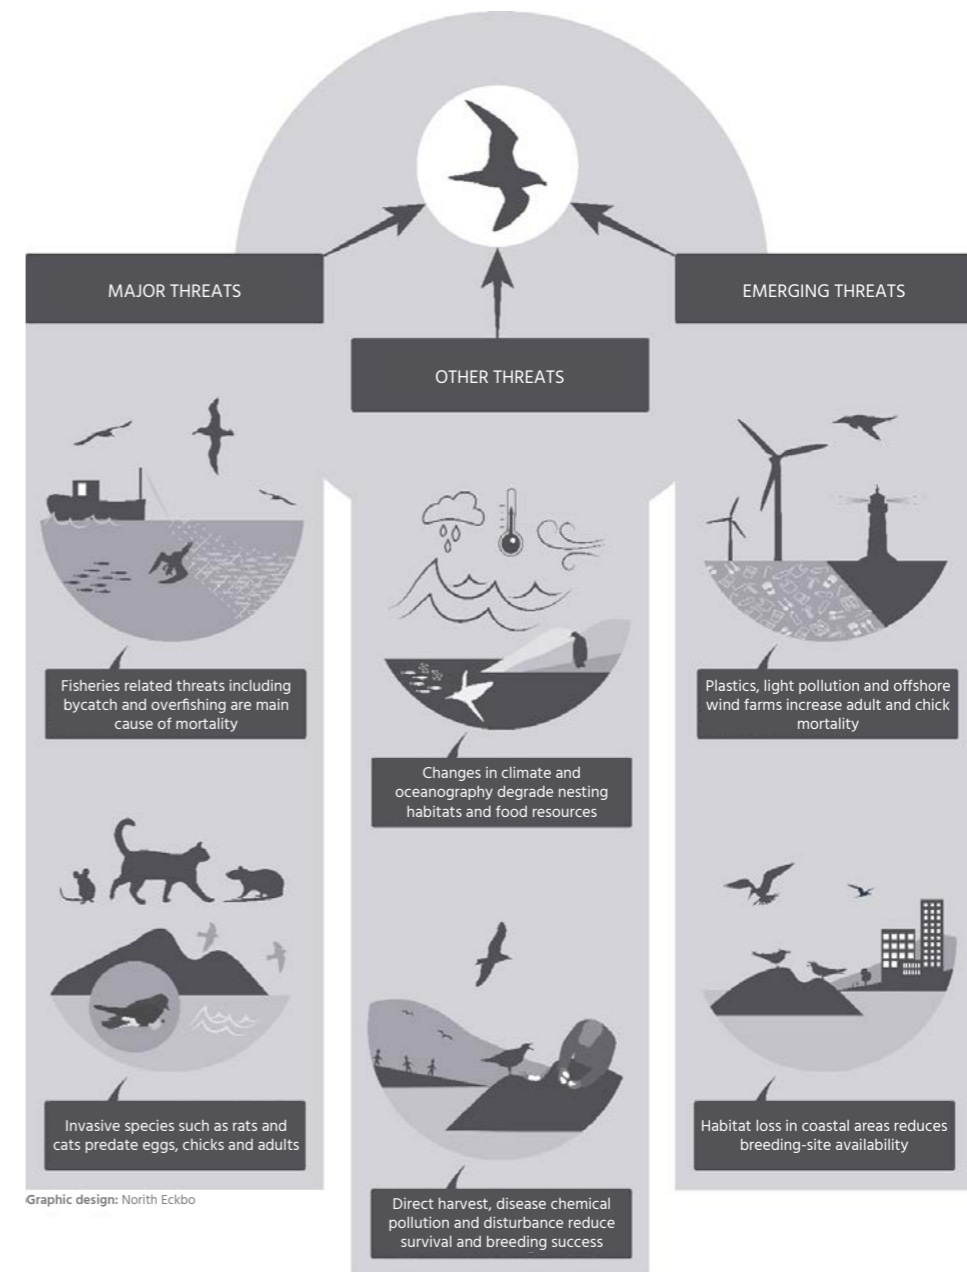 MAJOR THREATS
EMERGING THREATS
OTHER THREATS
Fisheries related threats including
bycatch and overfishing are main
cause of mortality
Plastics, light pollution and offshore
wind farms increase adult and chick
mortality
Changes in climate and
oceanography degrade nesting
habitats and food resources
Invasive species such as rats and
cats predate eggs, chicks and adults
Habitat loss in coastal areas reduces
breeding-site availability
Graphic design: Norith Eckbo
Direct harvest, disease chemical
pollution and disturbance reduce
survival and breeding success